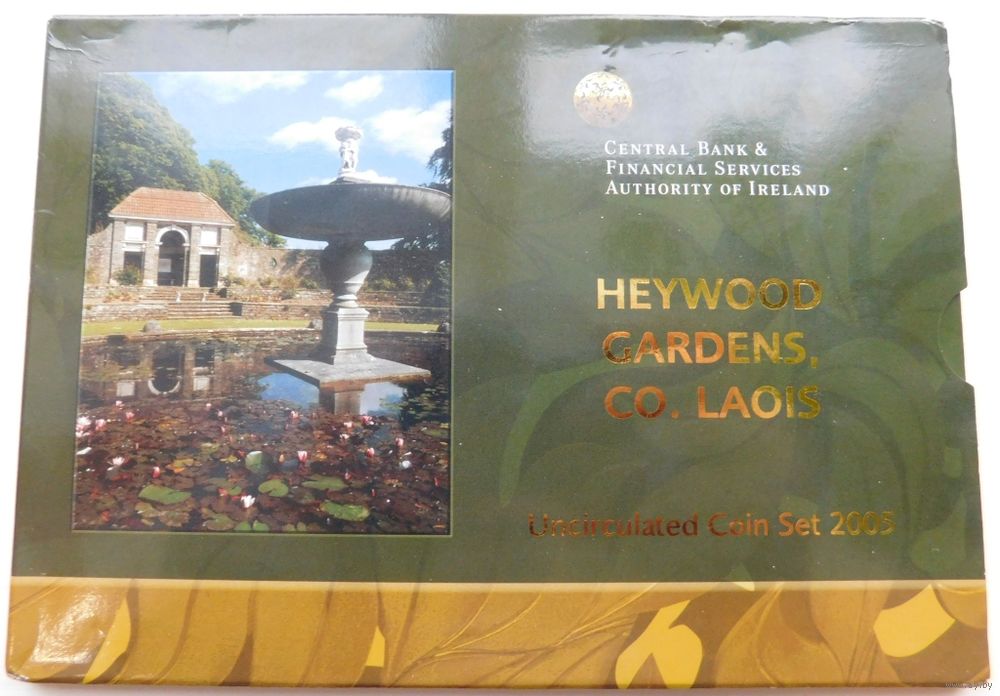 CENTRAL BANK &
FINANCIAL SERVICES
AUTHORITY OF IRELAND
HEYWOOD
GARDENS,
CO. LAOIS
Uncirculated Coin Set 2005